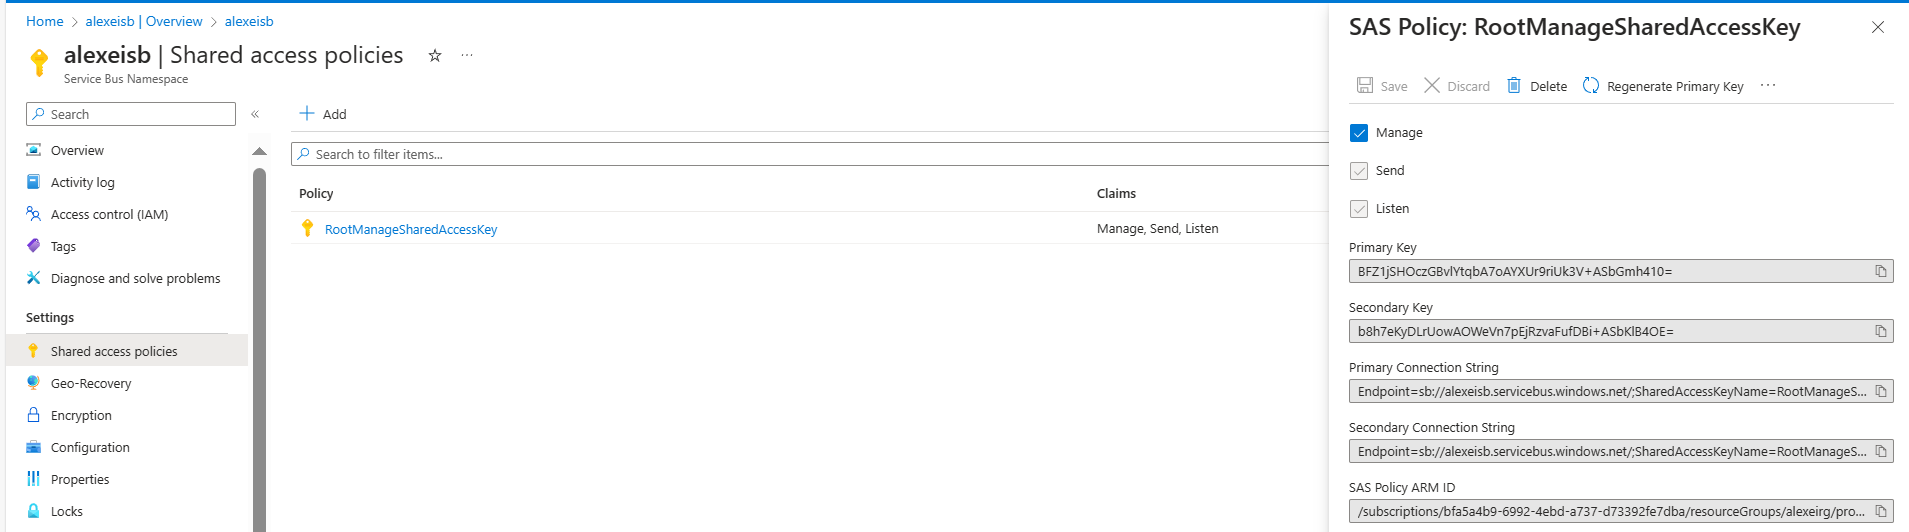 Home > alexeisb | Overview > alexeisb
alexeisb | Shared access policies
Service Bus Namespace
Search
Overview
Activity log
Access control (IAM)
Tags
Diagnose and solve problems
Settings
Shared access policies
Geo-Recovery
Encryption
Configuration
Properties
Locks
Add
Search to filter items...
Policy Claims
RootManageSharedAccessKey Manage, Send, Listen
SAS Policy: RootManageSharedAccessKey
Save Discard Delete Regenerate Primary Key ...
Manage
Send
Listen
Primary Key
BFZ1jSHOczGBvlYtqbA7oAYXUr9riUk3V+ASbGmh410=
Secondary Key
b8h7eKyDLrUowAOWeVn7pEjRzvaFufDBi+ASbKlB4OE=
Primary Connection String
Endpoint=sb://alexeisb.servicebus.windows.net/;SharedAccessKeyName=RootManageS...
Secondary Connection String
Endpoint=sb://alexeisb.servicebus.windows.net/;SharedAccessKeyName=RootManageS...
SAS Policy ARM ID
/subscriptions/bfa5a4b9-6992-4ebd-a737-d73392fe7dba/resourceGroups/alexeirg/pro...